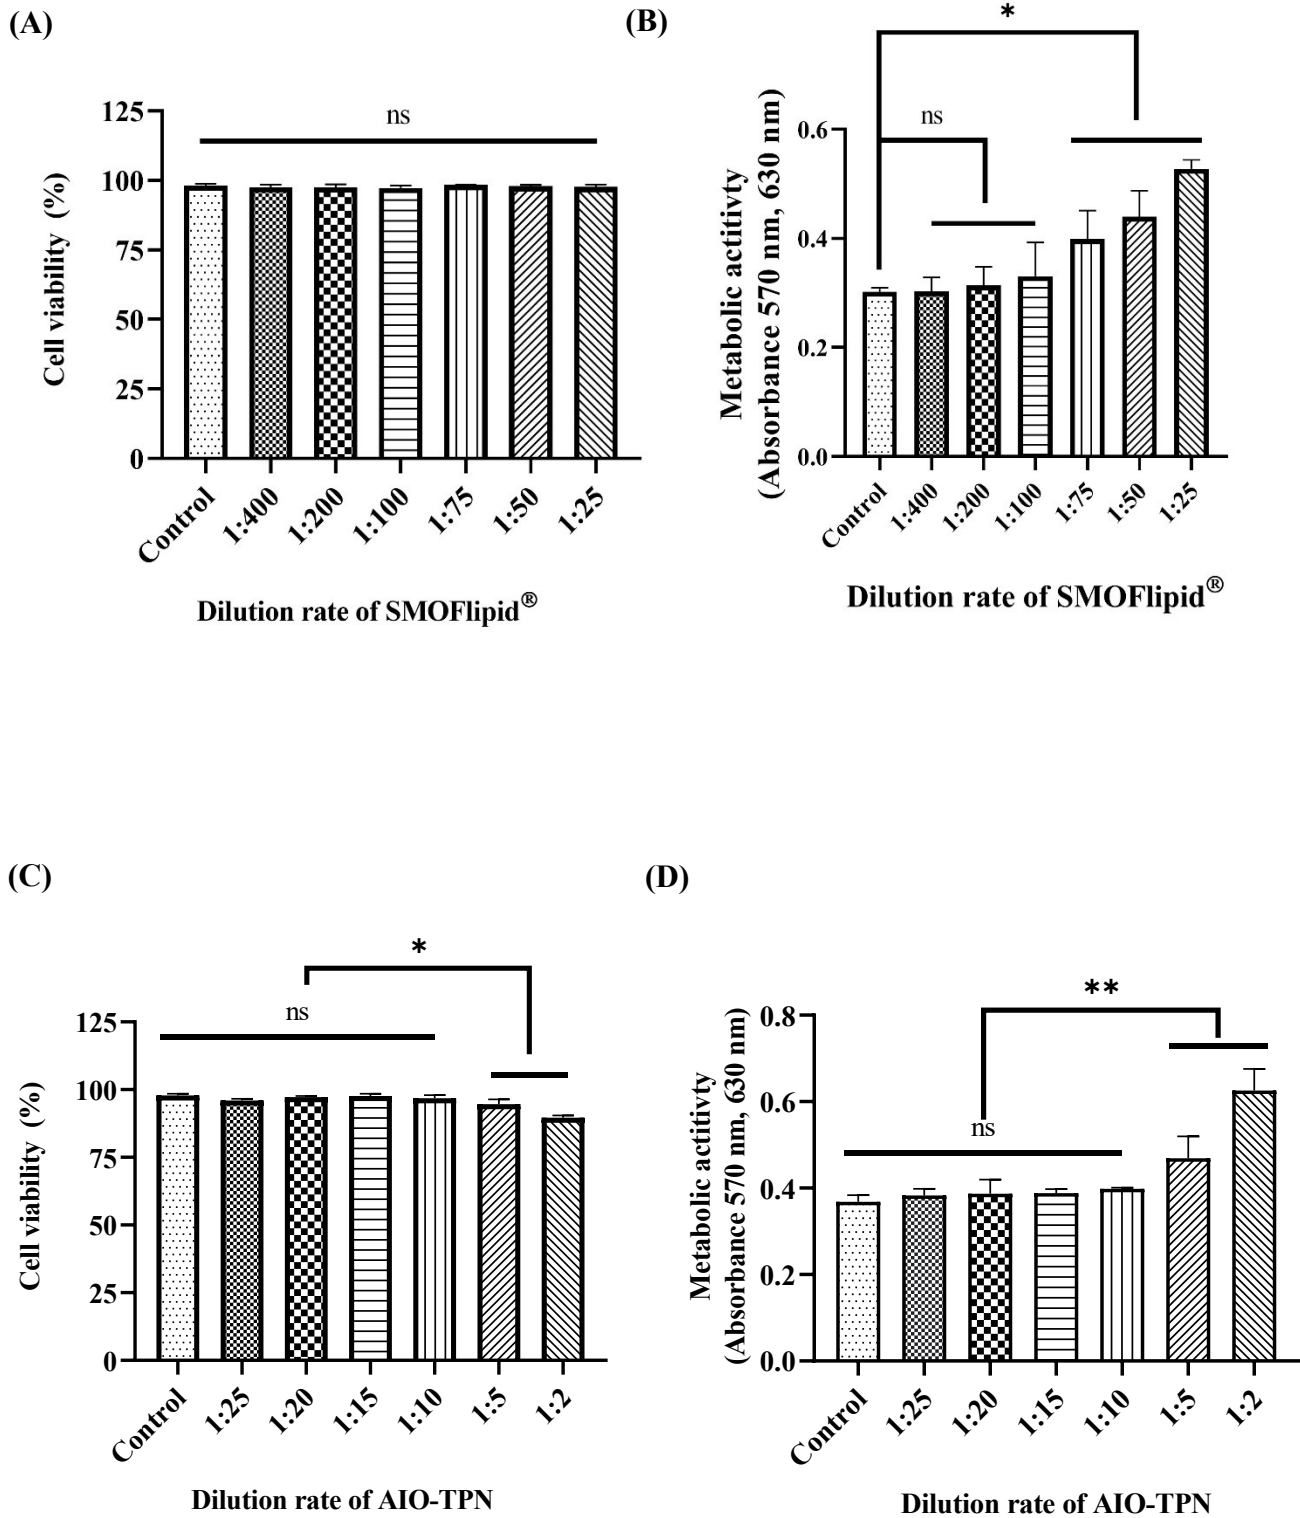 (A)
ns
Cell viability (%)
125
100
75
50
25
0
Control
1:400
1:200
1:100
1:75
1:50
1:25
Dilution rate of SMOFlipid®
(B)
*
ns
Metabolic actitivty
(Absorbance 570 nm, 630 nm)
0.6
0.4
0.2
0.0
Control
1:400
1:200
1:100
1:75
1:50
1:25
Dilution rate of SMOFlipid®
(C)
*
ns
Cell viability (%)
125
100
75
50
25
0
Control
1:25
1:20
1:15
1:10
1:5
1:2
Dilution rate of AIO-TPN
(D)
**
ns
Metabolic actitivty
(Absorbance 570 nm, 630 nm)
0.8
0.6
0.4
0.2
0.0
Control
1:25
1:20
1:15
1:10
1:5
1:2
Dilution rate of AIO-TPN